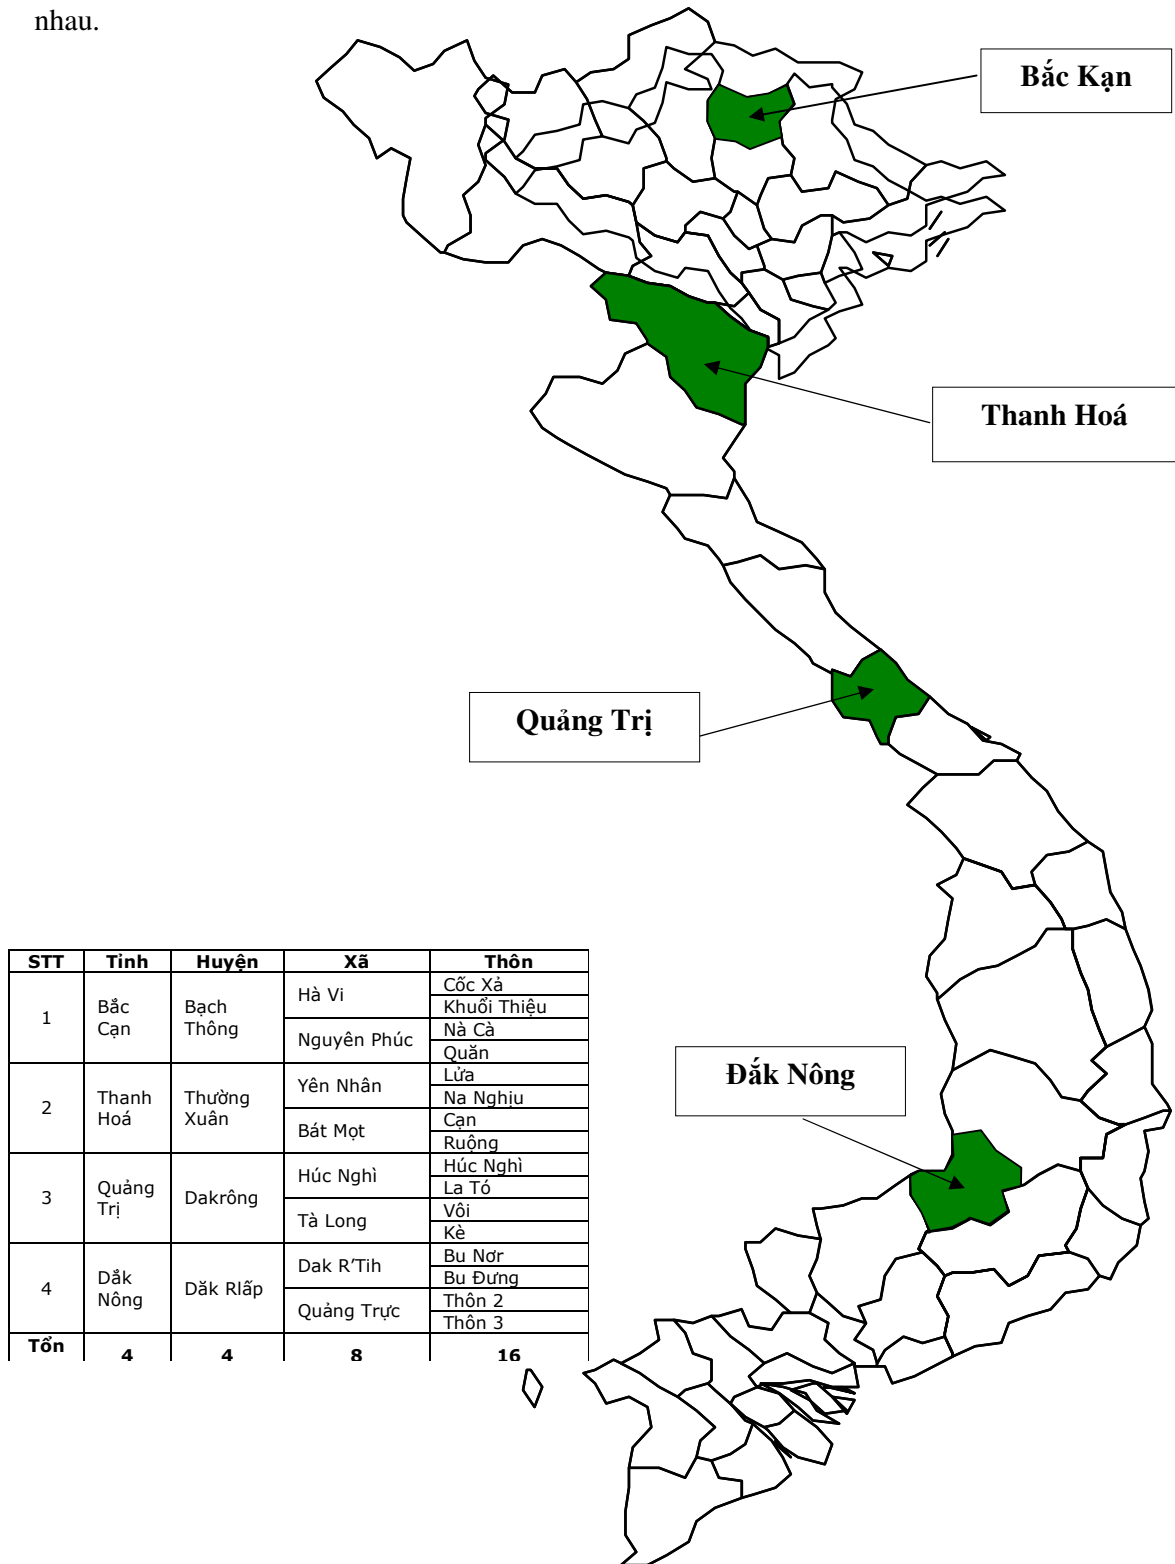 nhau.
Bắc Kạn
Thanh Hoá
Quảng Trị
Đắk Nông
STT Tỉnh Huyện Xã Thôn
1 Bắc Cạn Bạch Thông Hà Vi Cốc Xả
Khuổi Thiệu
Nguyên Phúc Nà Cà
Quăn
2 Thanh Hoá Thường Xuân Yên Nhân Lửa
Na Nghịu
Bát Mọt Cạn
Ruộng
3 Quảng Trị Dakrông Húc Nghì Húc Nghì
La Tó
Tà Long Vôi
Kè
4 Dắk Nông Dăk Rlấp Dak R'Tih Bu Nơr
Bu Đưng
Quảng Trực Thôn 2
Thôn 3
Tổn 4 4 8 16